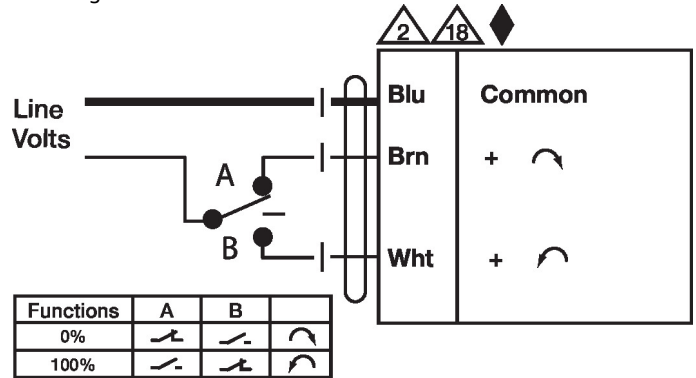 2 18
Line
Volts
Blu Common
A
Brn +
B
Wht +
Functions A B
0%
100%